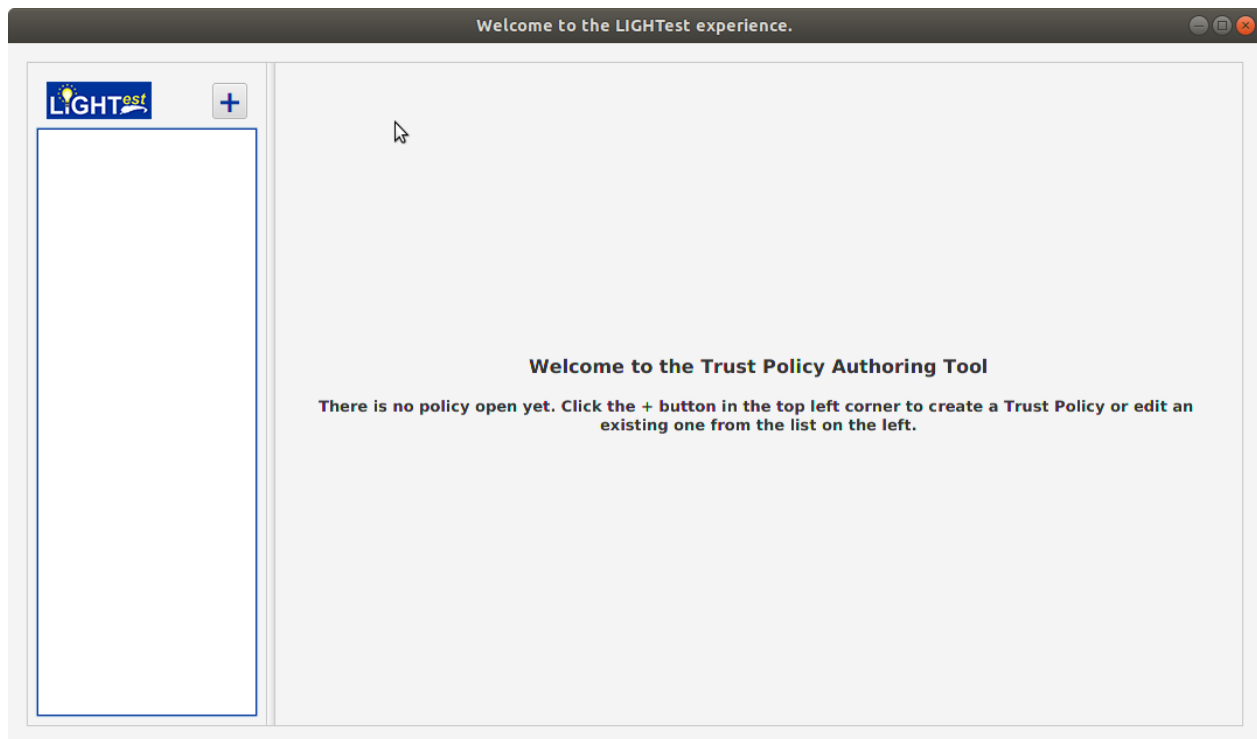 Welcome to the LIGHTest experience.
LIGHTest
+
Welcome to the Trust Policy Authoring Tool
There is no policy open yet. Click the + button in the top left corner to create a Trust Policy or edit an
existing one from the list on the left.